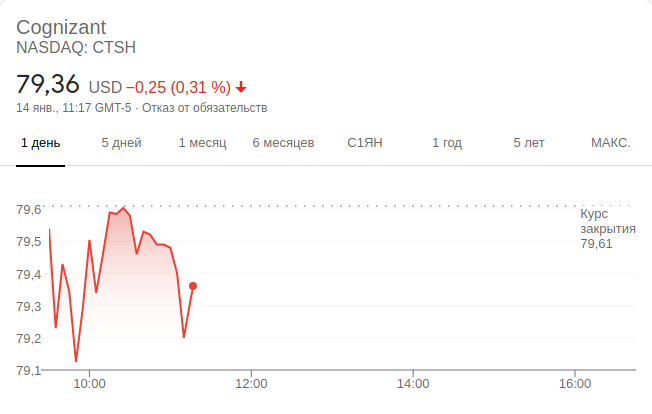 Cognizant
NASDAQ: CTSH
79,36 USD −0,25 (0,31 %)
14 янв., 11:17 GMT-5 · Отказ от обязательств
1 день 5 дней 1 месяц 6 месяцев С1ЯН 1 год 5 лет МАКС.
79,6
79,5
79,4
79,3
79,2
79,1
Курс
закрытия
79,61
10:00 12:00 14:00 16:00